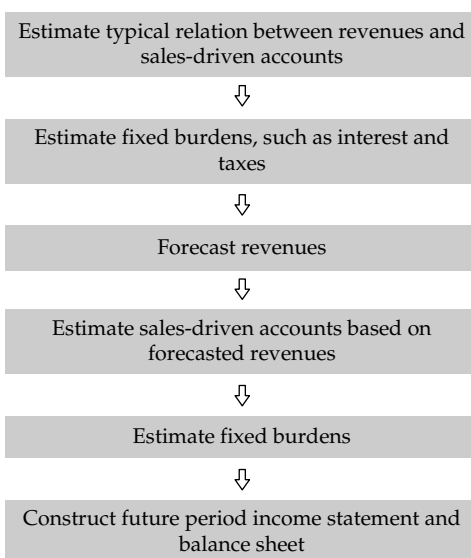 Estimate typical relation between revenues and
sales-driven accounts
Estimate fixed burdens, such as interest and
taxes
Forecast revenues
Estimate sales-driven accounts based on
forecasted revenues
Estimate fixed burdens
Construct future period income statement and
balance sheet